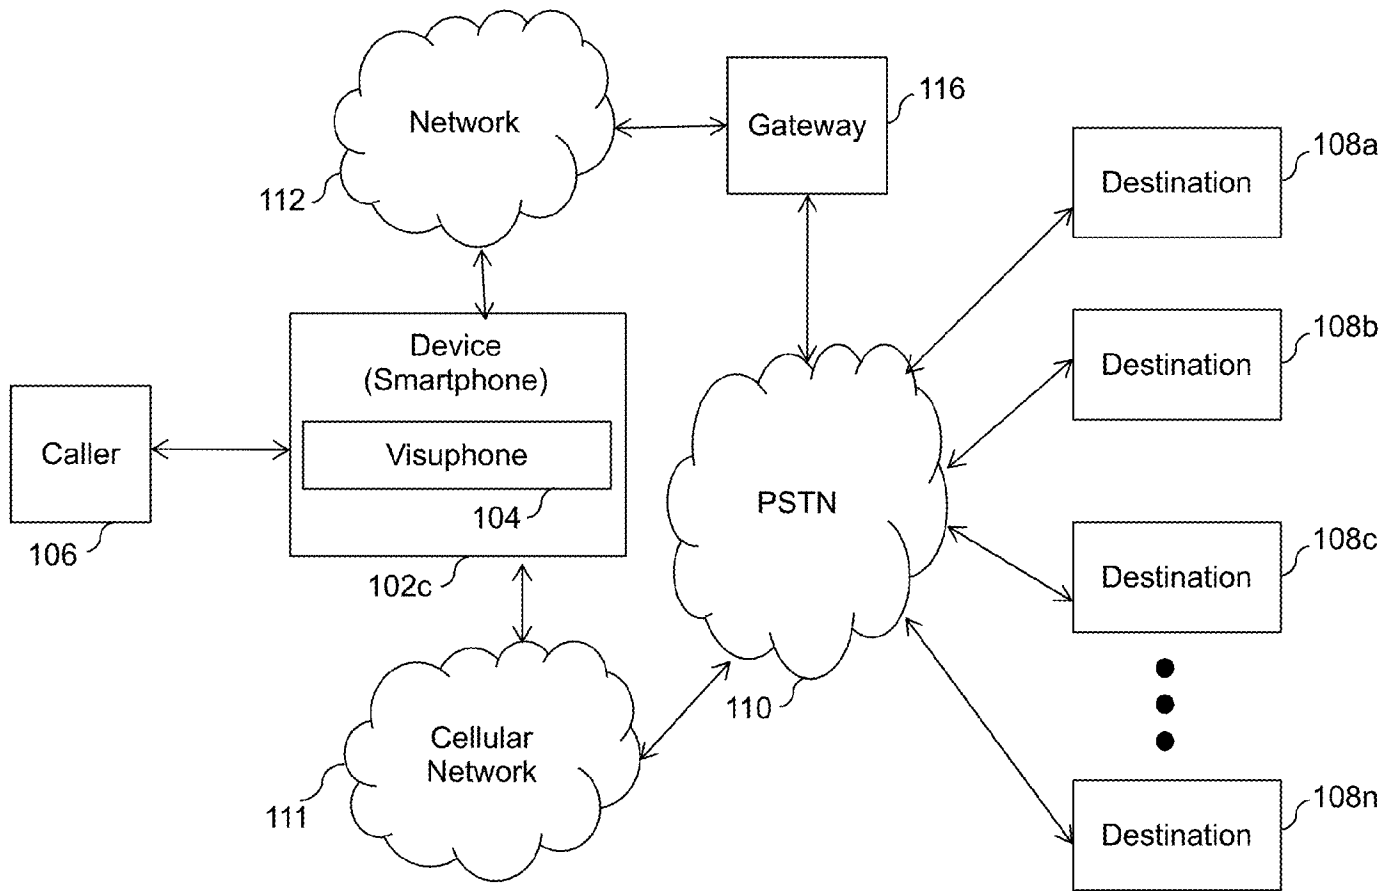 Network
112
Gateway
116
Destination
108a
Device
(Smartphone)
Visuphone
104
102c
Caller
106
Destination
108b
PSTN
110
Destination
108c
Cellular
Network
111
Destination
108n